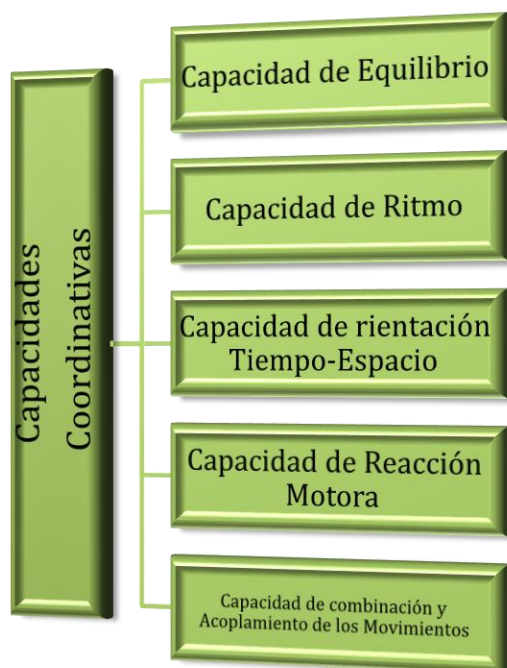 Capacidades
Coordinativas
Capacidad de Equilibrio
Capacidad de Ritmo
Capacidad de rientación
Tiempo-Espacio
Capacidad de Reacción
Motora
Capacidad de combinación y
Acoplamiento de los Movimientos